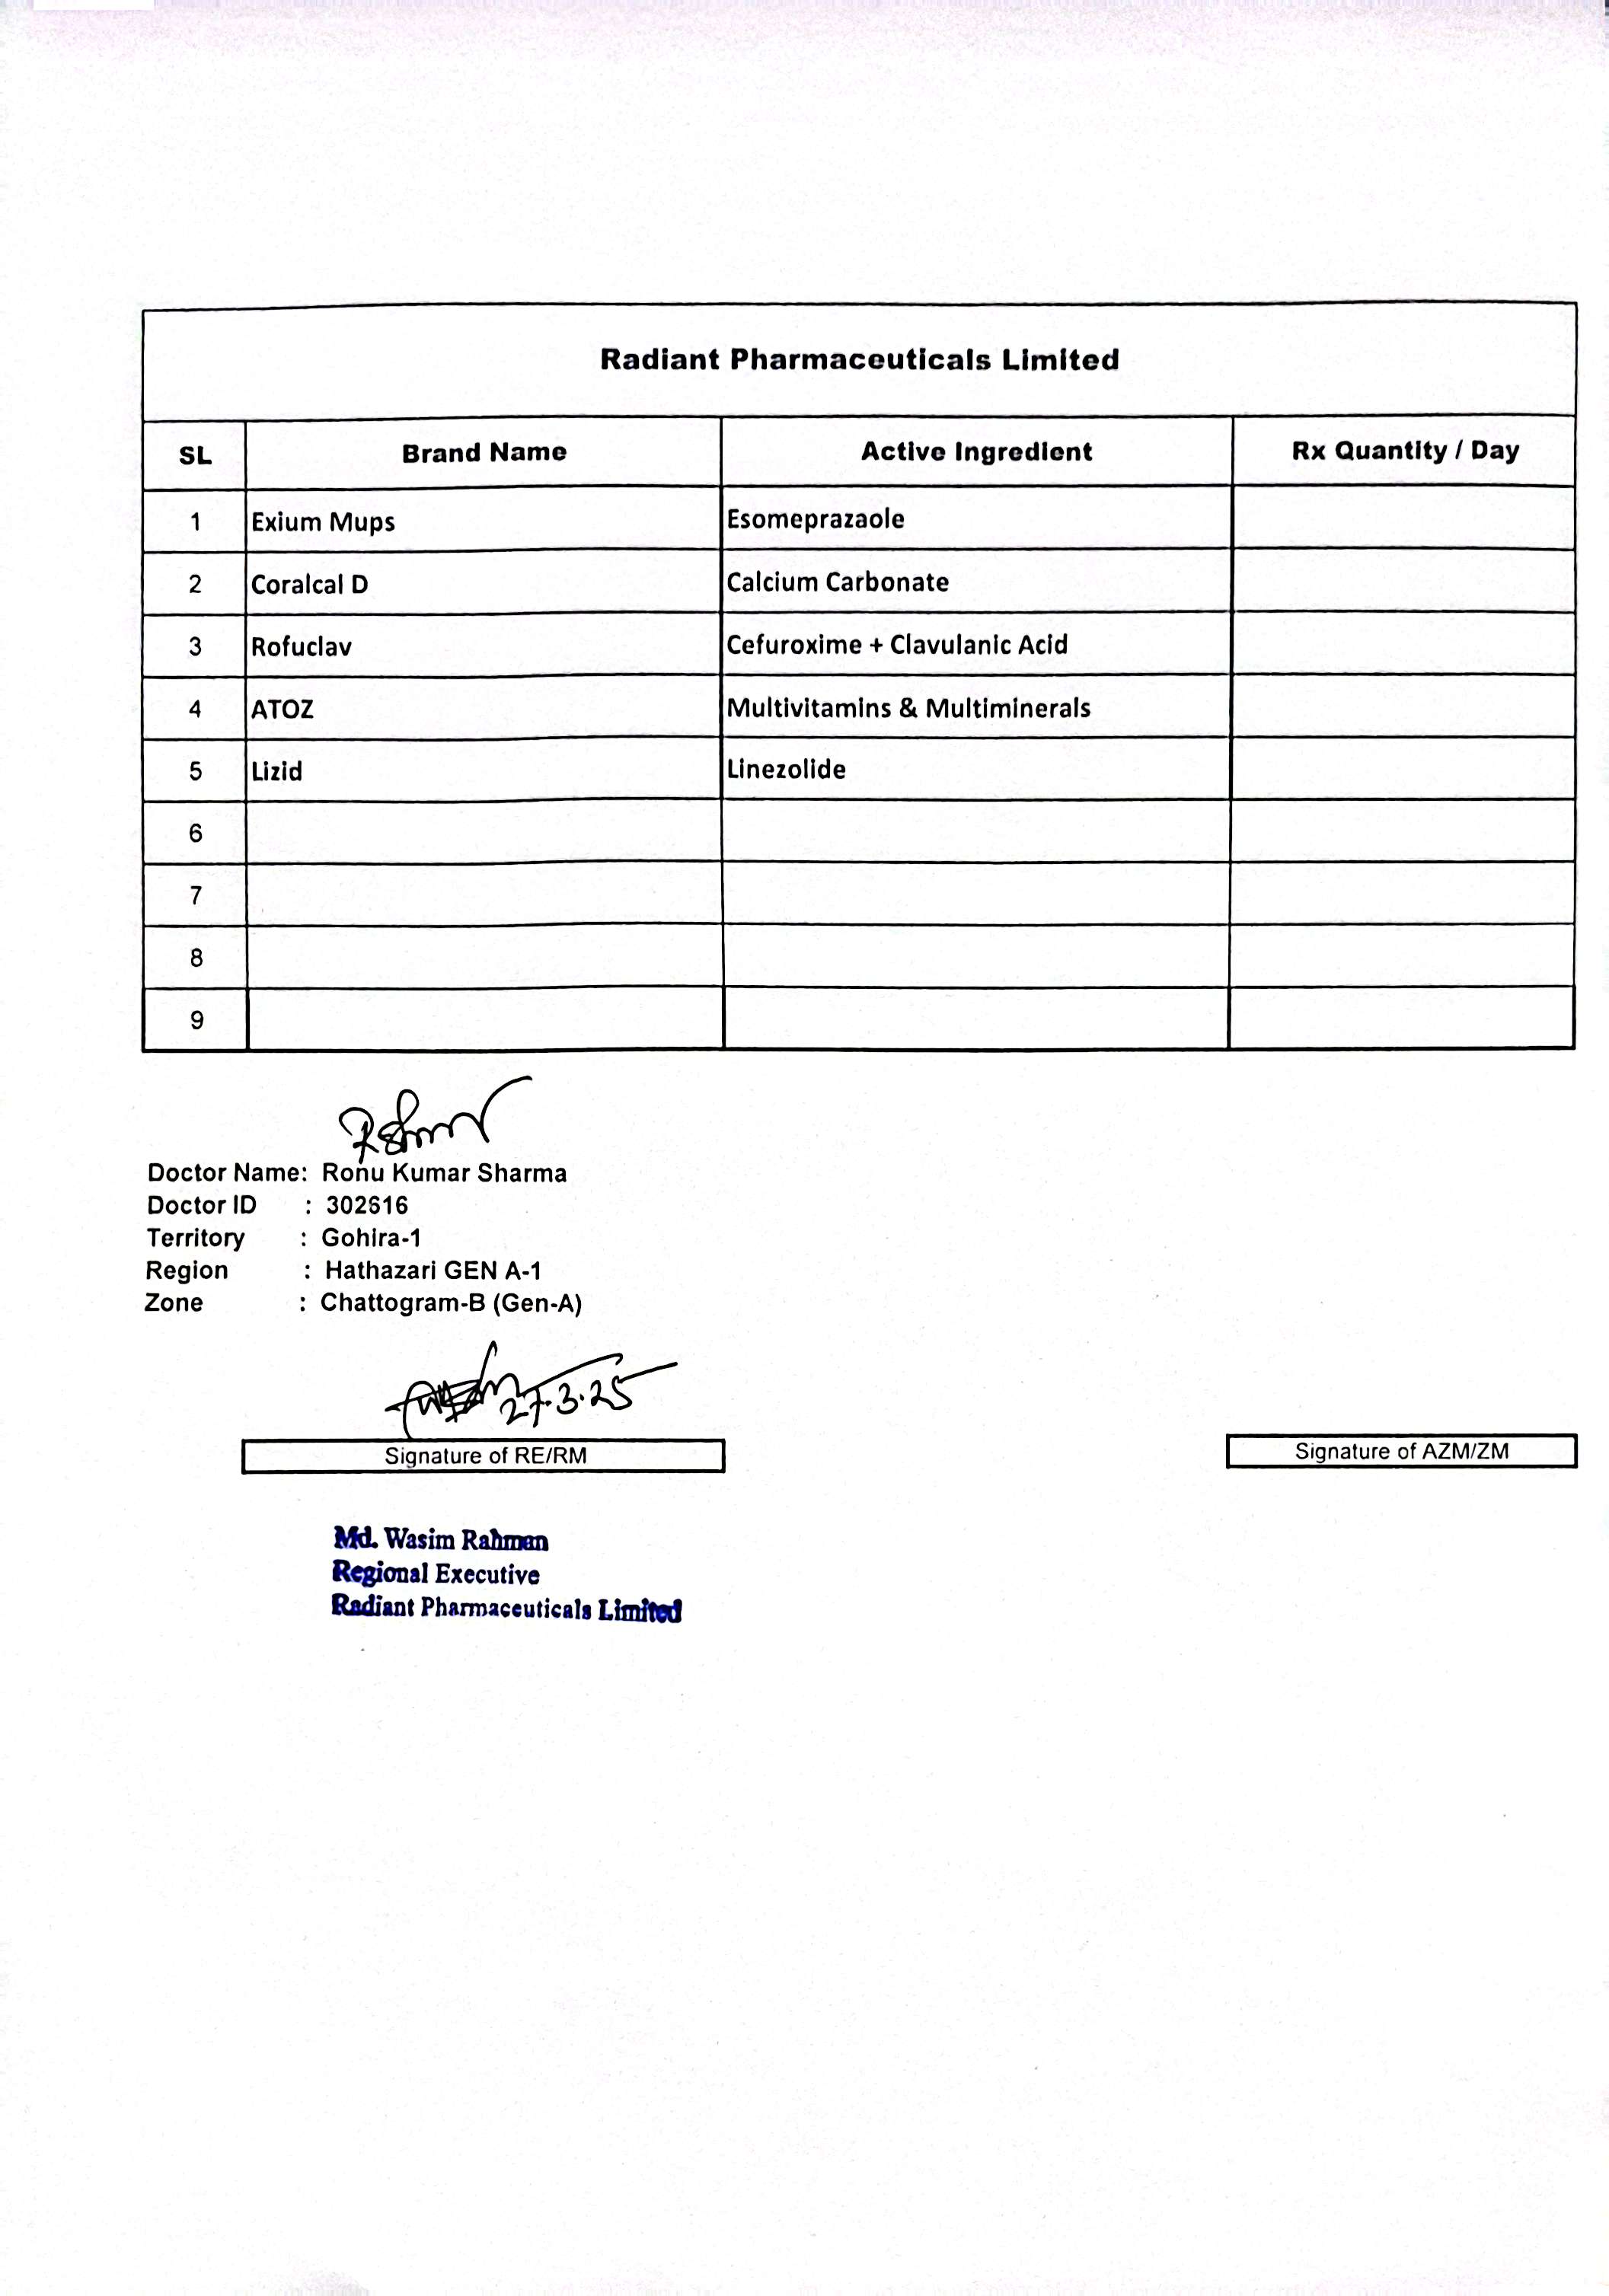 Radiant Pharmaceuticals Limited
SL Brand Name Active Ingredient Rx Quantity / Day
1 Exium Mups Esomeprazaole
2 Coralcal D Calcium Carbonate
3 Rofuclav Cefuroxime + Clavulanic Acid
4 ATOZ Multivitamins & Multiminerals
5 Lizid Linezolide
6
7
8
9
Doctor Name: Ronu Kumar Sharma
Doctor ID : 302616
Territory : Gohira-1
Region : Hathazari GEN A-1
Zone : Chattogram-B (Gen-A)
27.3.25
Signature of RE/RM Signature of AZM/ZM
Md. Wasim Rahman
Regional Executive
Radiant Pharmaceuticals Limited